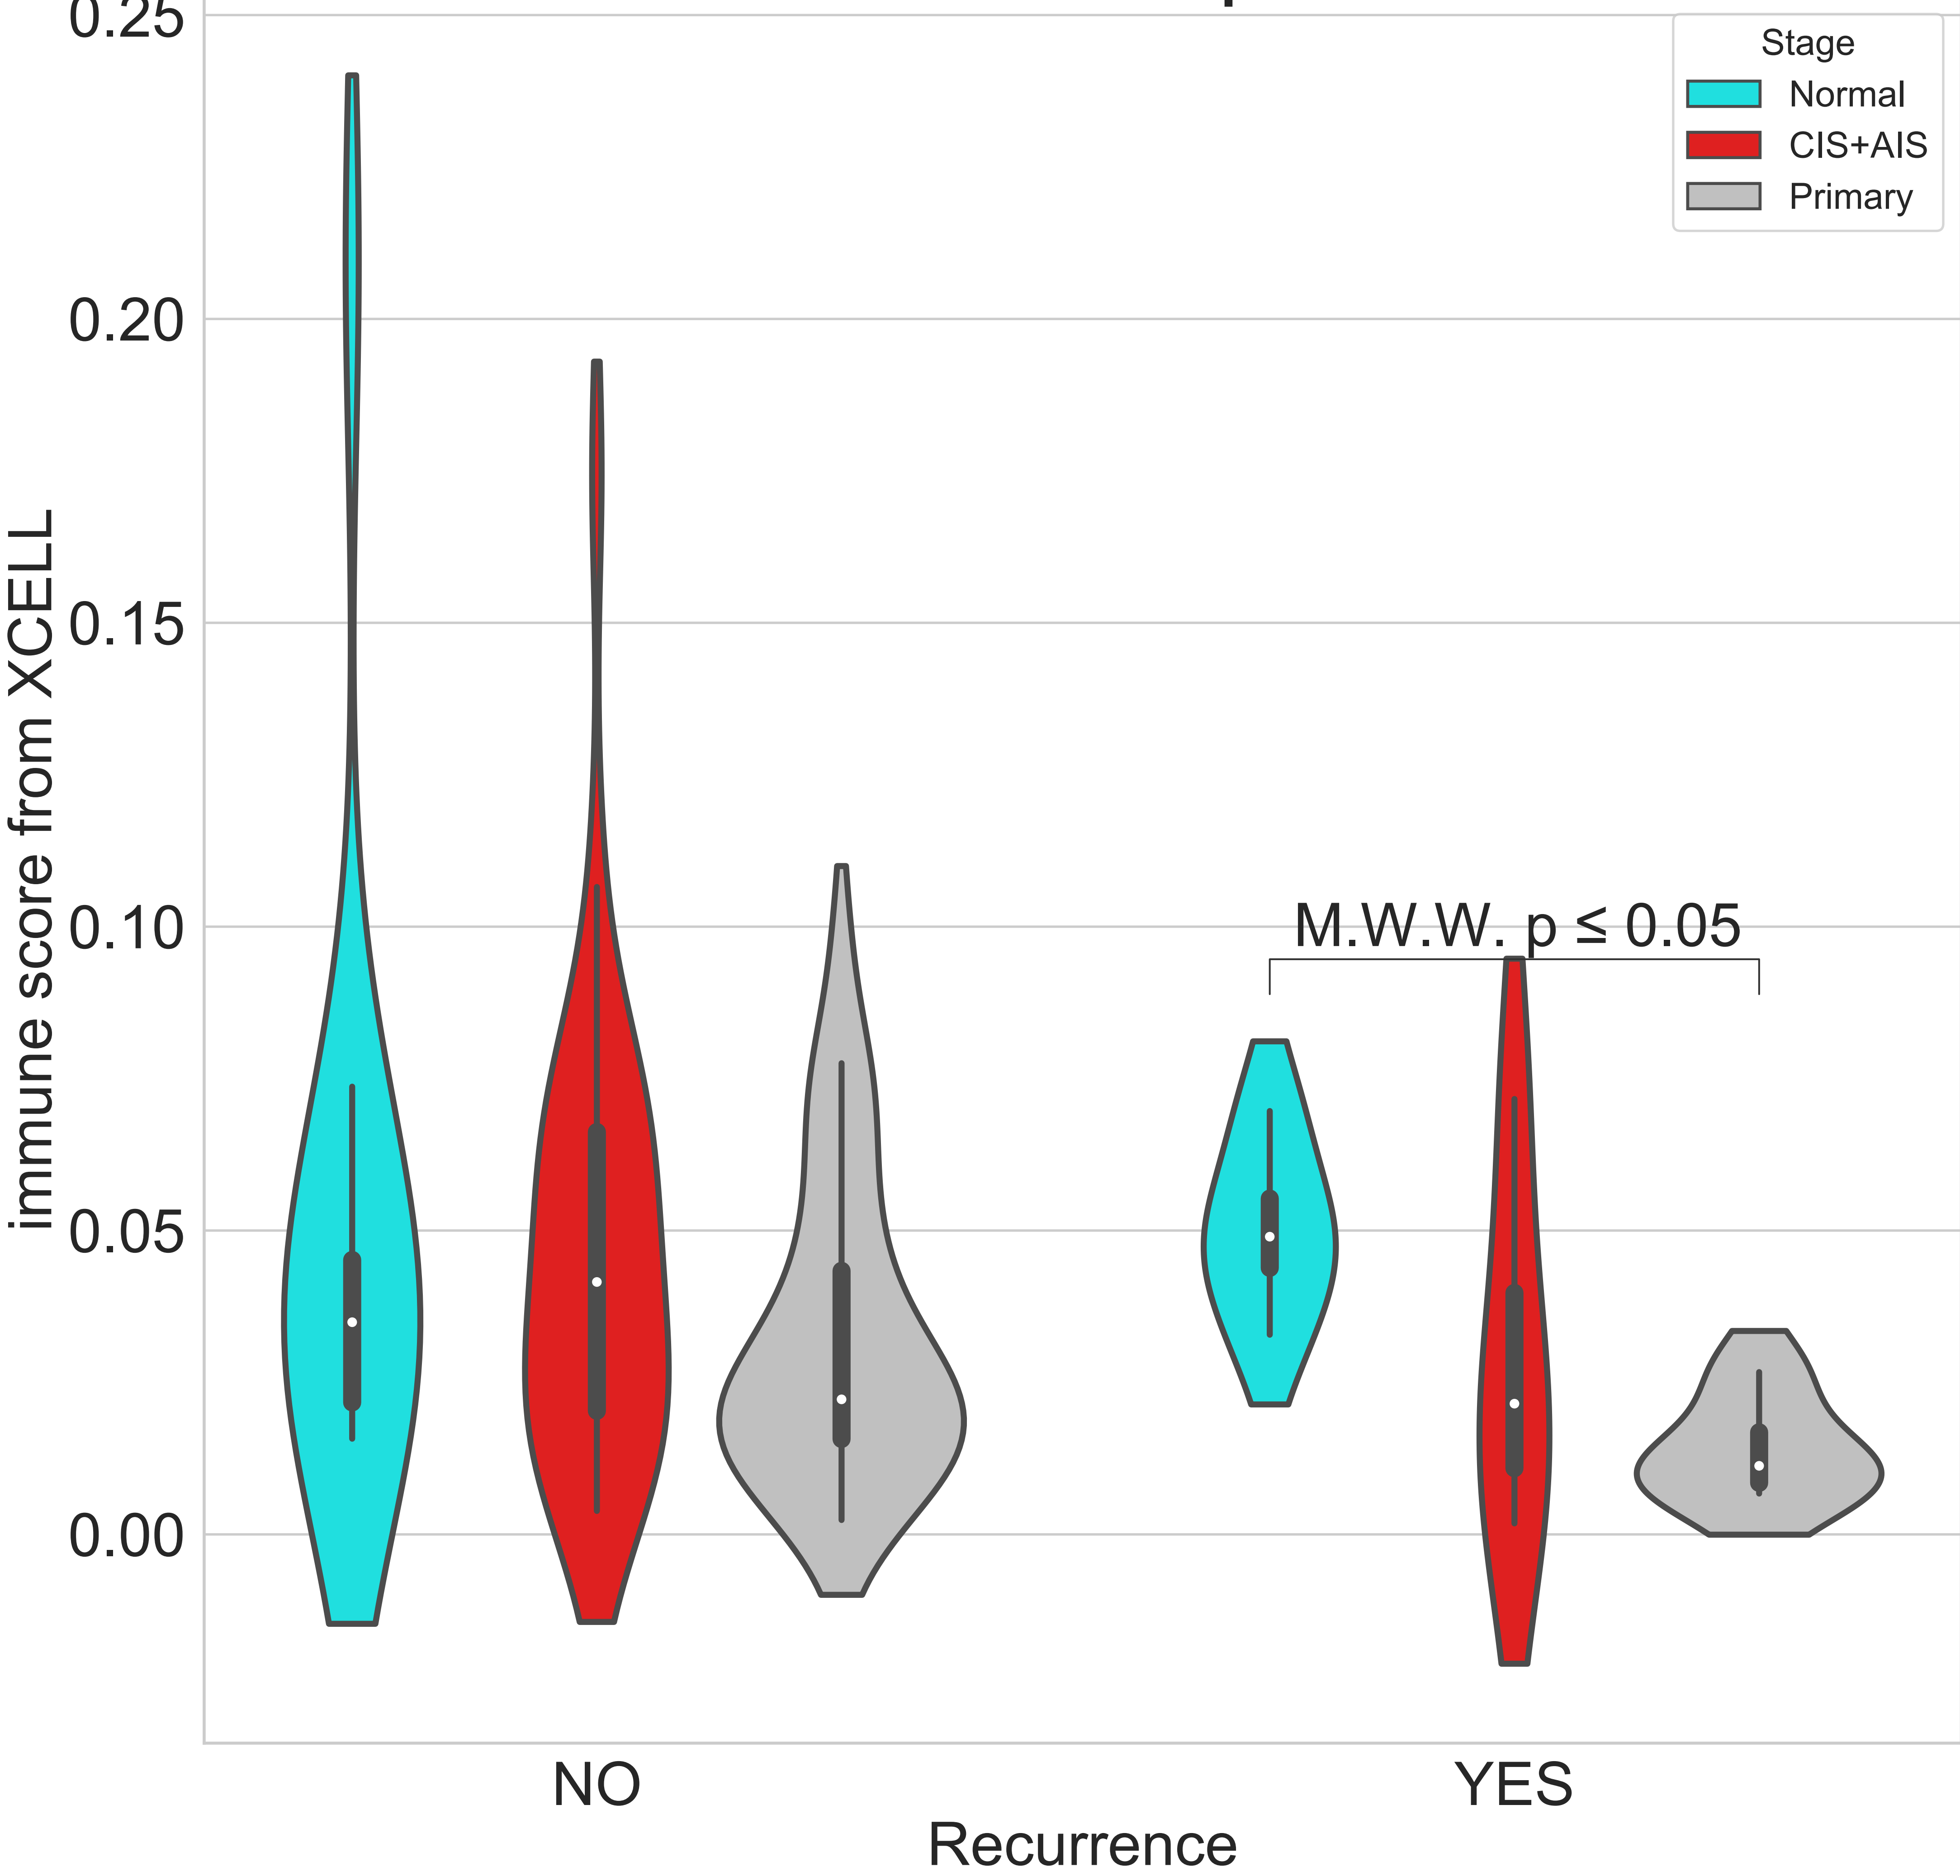 0.25
0.20
0.15
0.10
0.05
0.00
immune score from XCELL
Stage
Normal
CIS+AIS
Primary
M.W.W. p ≤ 0.05
NO
YES
Recurrence